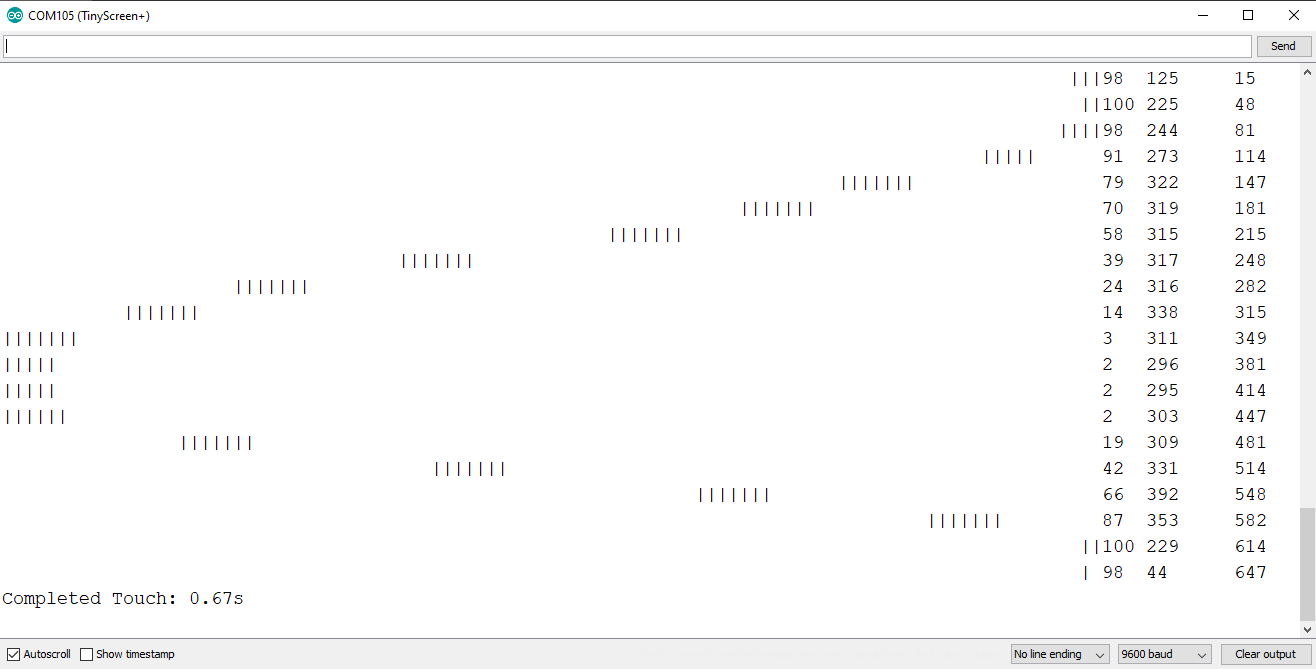 COM105 (TinyScreen+)
Send
|||98 125 15
||100 225 48
||||98 244 81
||||| 91 273 114
||||||| 79 322 147
||||||| 70 319 181
||||||| 58 315 215
||||||| 39 317 248
||||||| 24 316 282
||||||| 14 338 315
||||||| 3 311 349
||||| 2 296 381
||||| 2 295 414
|||||| 2 303 447
||||||| 19 309 481
||||||| 42 331 514
||||||| 66 392 548
||||||| 87 353 582
||100 229 614
| 98 44 647
Completed Touch: 0.67s
Autoscroll Show timestamp No line ending 9600 baud Clear output